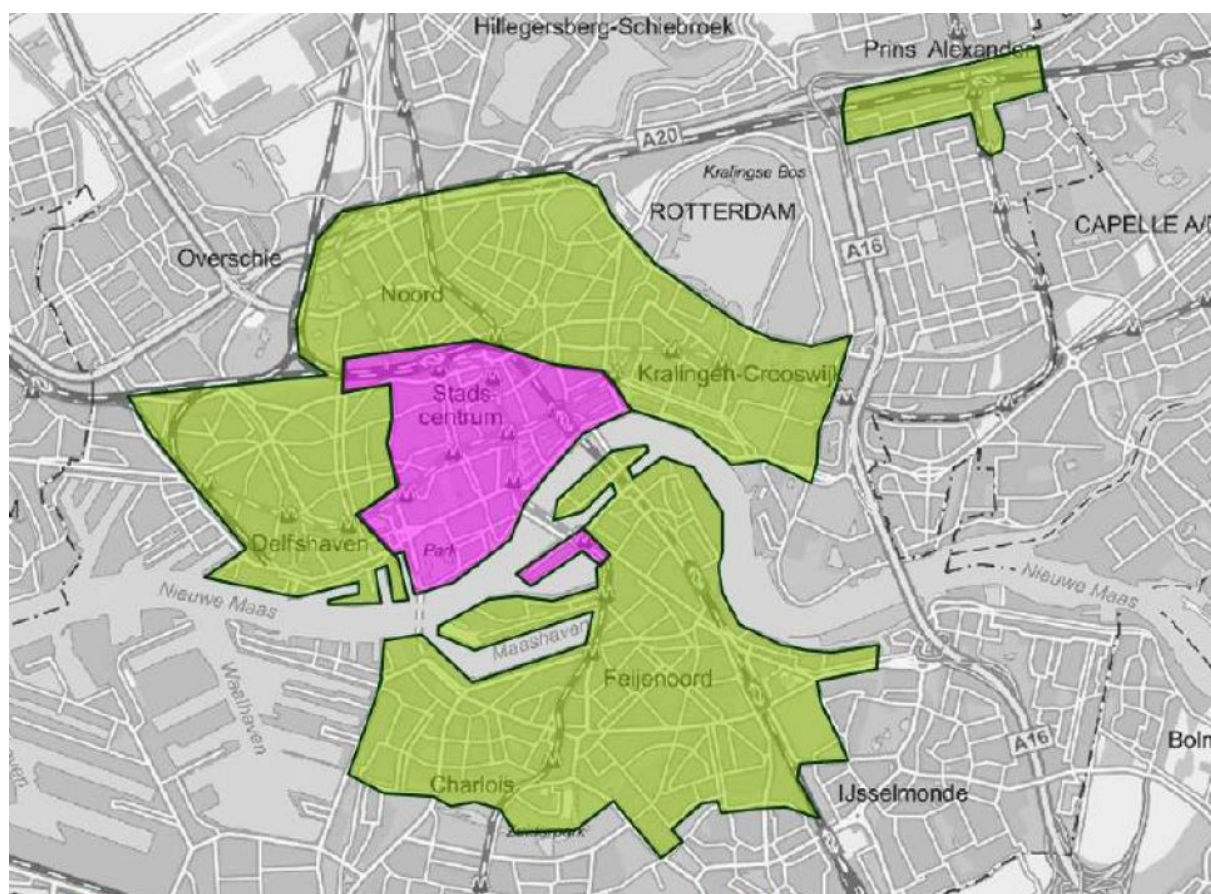 Hillegersberg-Schiebroek
Prins Alexander
A20
Kralingse Bos
ROTTERDAM
CAPELLE A/D
A16
Overschie
Noord
Kralingen-Crooswijk
Stads-
centrum
Delfshaven
Park
Nieuwe Maas
Nieuwe Maas
Maashaven
Waalhaven
Feijenoord
A16
Charlois
IJsselmonde
Zuiderpark